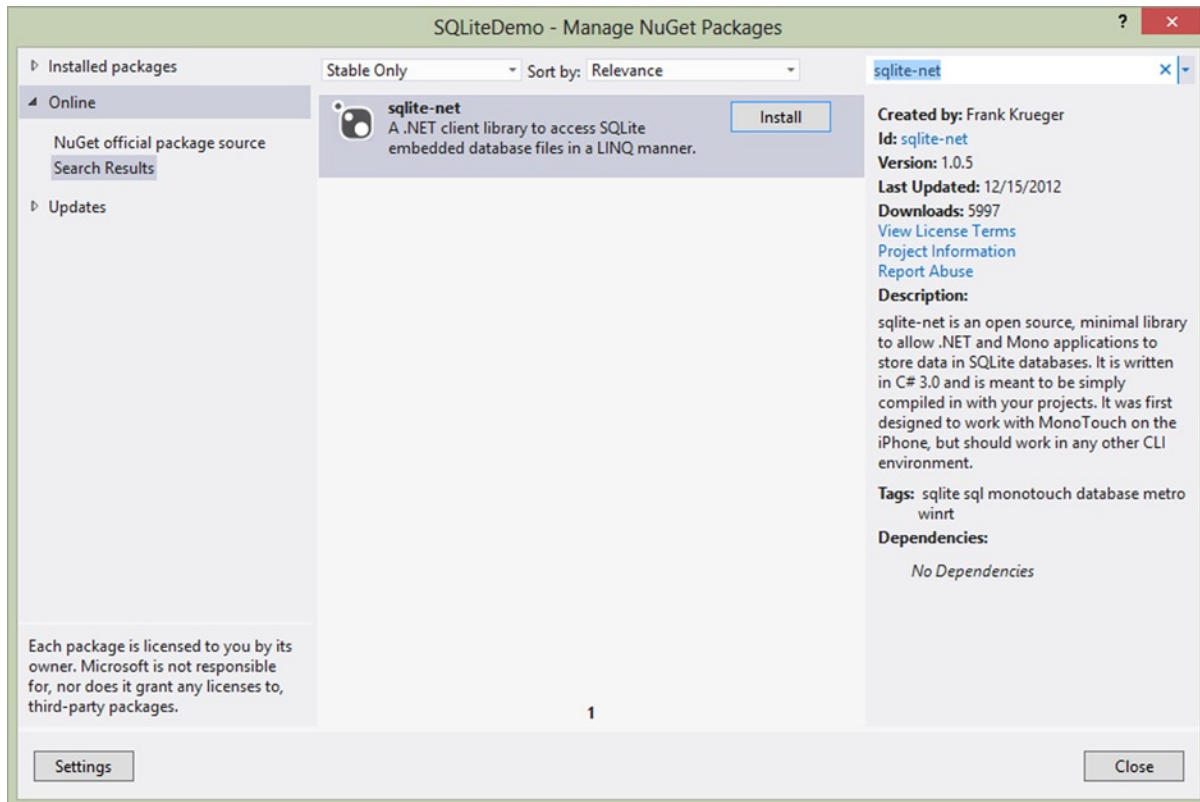 SQLiteDemo - Manage NuGet Packages
?
Installed packages
Online
NuGet official package source
Search Results
Updates
Each package is licensed to you by its
owner. Microsoft is not responsible
for, nor does it grant any licenses to,
third-party packages.
Stable Only
Sort by: Relevance
sqlite-net
A .NET client library to access SQLite
embedded database files in a LINQ manner.
Install
1
sqlite-net
Created by: Frank Krueger
Id: sqlite-net
Version: 1.0.5
Last Updated: 12/15/2012
Downloads: 5997
View License Terms
Project Information
Report Abuse
Description:
sqlite-net is an open source, minimal library
to allow .NET and Mono applications to
store data in SQLite databases. It is written
in C# 3.0 and is meant to be simply
compiled in with your projects. It was first
designed to work with MonoTouch on the
iPhone, but should work in any other CLI
environment.
Tags: sqlite sql monotouch database metro
winrt
Dependencies:
No Dependencies
Settings
Close